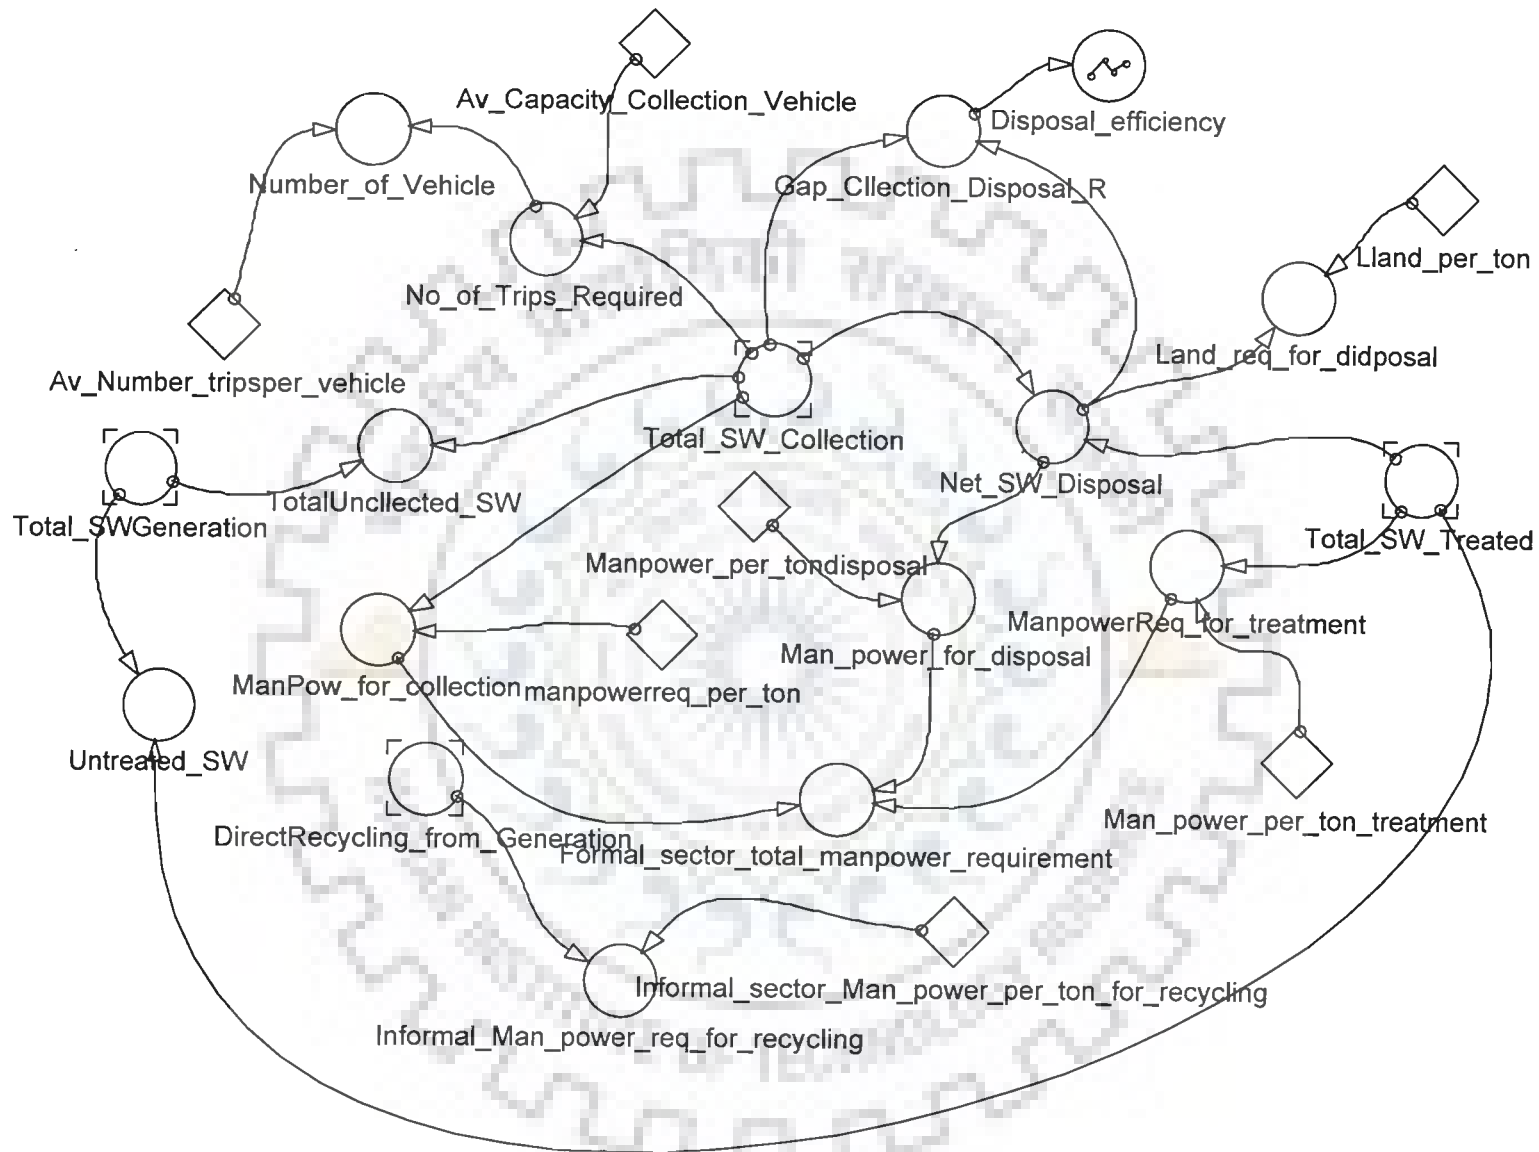 Av_Capacity_Collection_Vehicle
Disposal_efficiency
Number_of_Vehicle
Gap_Cllection_Disposal_R
Lland_per_ton
No_of_Trips_Required
Land_req_for_didposal
Av_Number_tripsper_vehicle
Total_SW_Collection
Net_SW_Disposal
TotalUncllected_SW
Total_SWGeneration
Total_SW_Treated
Manpower_per_tondisposal
ManpowerReq_for_treatment
Man_power_for_disposal
ManPow_for_collection
manpowerreq_per_ton
Untreated_SW
Man_power_per_ton_treatment
DirectRecycling_from_Generation
Formal_sector_total_manpower_requirement
Informal_sector_Man_power_per_ton_for_recycling
Informal_Man_power_req_for_recycling